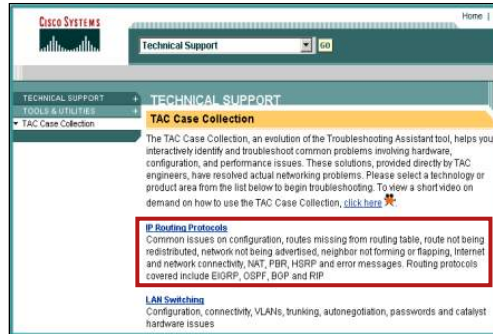 Home |
CISCO SYSTEMS
Technical Support
GO
TECHNICAL SUPPORT +
TOOLS & UTILITIES +
TAC Case Collection
TECHNICAL SUPPORT
TAC Case Collection
The TAC Case Collection, an evolution of the Troubleshooting Assistant tool, helps you
interactively identify and troubleshoot common problems involving hardware,
configuration, and performance issues. These solutions, provided directly by TAC
engineers, have resolved actual networking problems. Please select a technology or
product area from the list below to begin troubleshooting. To view a short video on
demand on how to use the TAC Case Collection, click here
IP Routing Protocols
Common issues on configuration, routes missing from routing table, route not being
redistributed, network not being advertised, neighbor not forming or flapping, Internet
and network connectivity, NAT, PBR, HSRP and error messages. Routing protocols
covered include EIGRP, OSPF, BGP and RIP
LAN Switching
Configuration, connectivity, VLANs, trunking, autonegotiation, passwords and catalyst
hardware issues